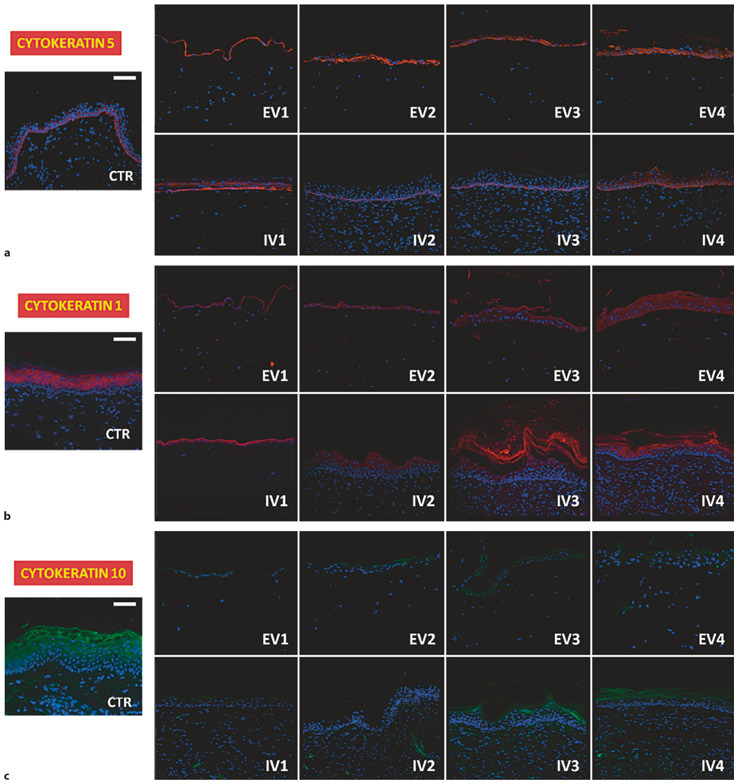 CYTOKERATIN 5
CTR
EV1
EV2
EV3
EV4
IV1
IV2
IV3
IV4
a
CYTOKERATIN 1
CTR
EV1
EV2
EV3
EV4
IV1
IV2
IV3
IV4
b
CYTOKERATIN 10
CTR
EV1
EV2
EV3
EV4
IV1
IV2
IV3
IV4
c